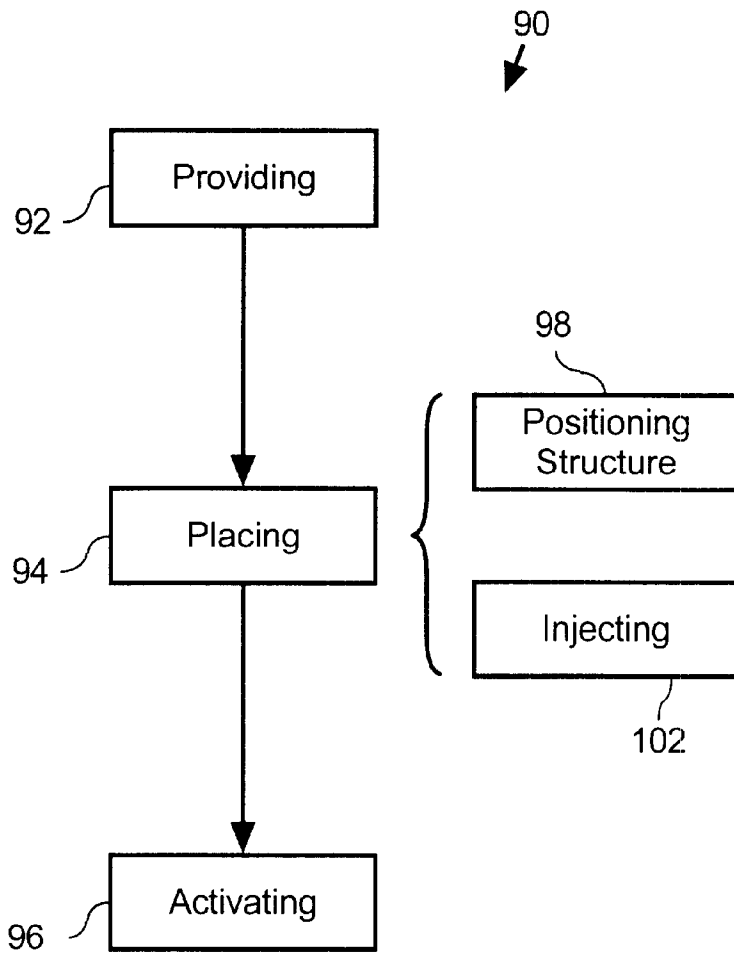 90
Providing
92
98
Positioning
Structure
Placing
94
Injecting
102
Activating
96